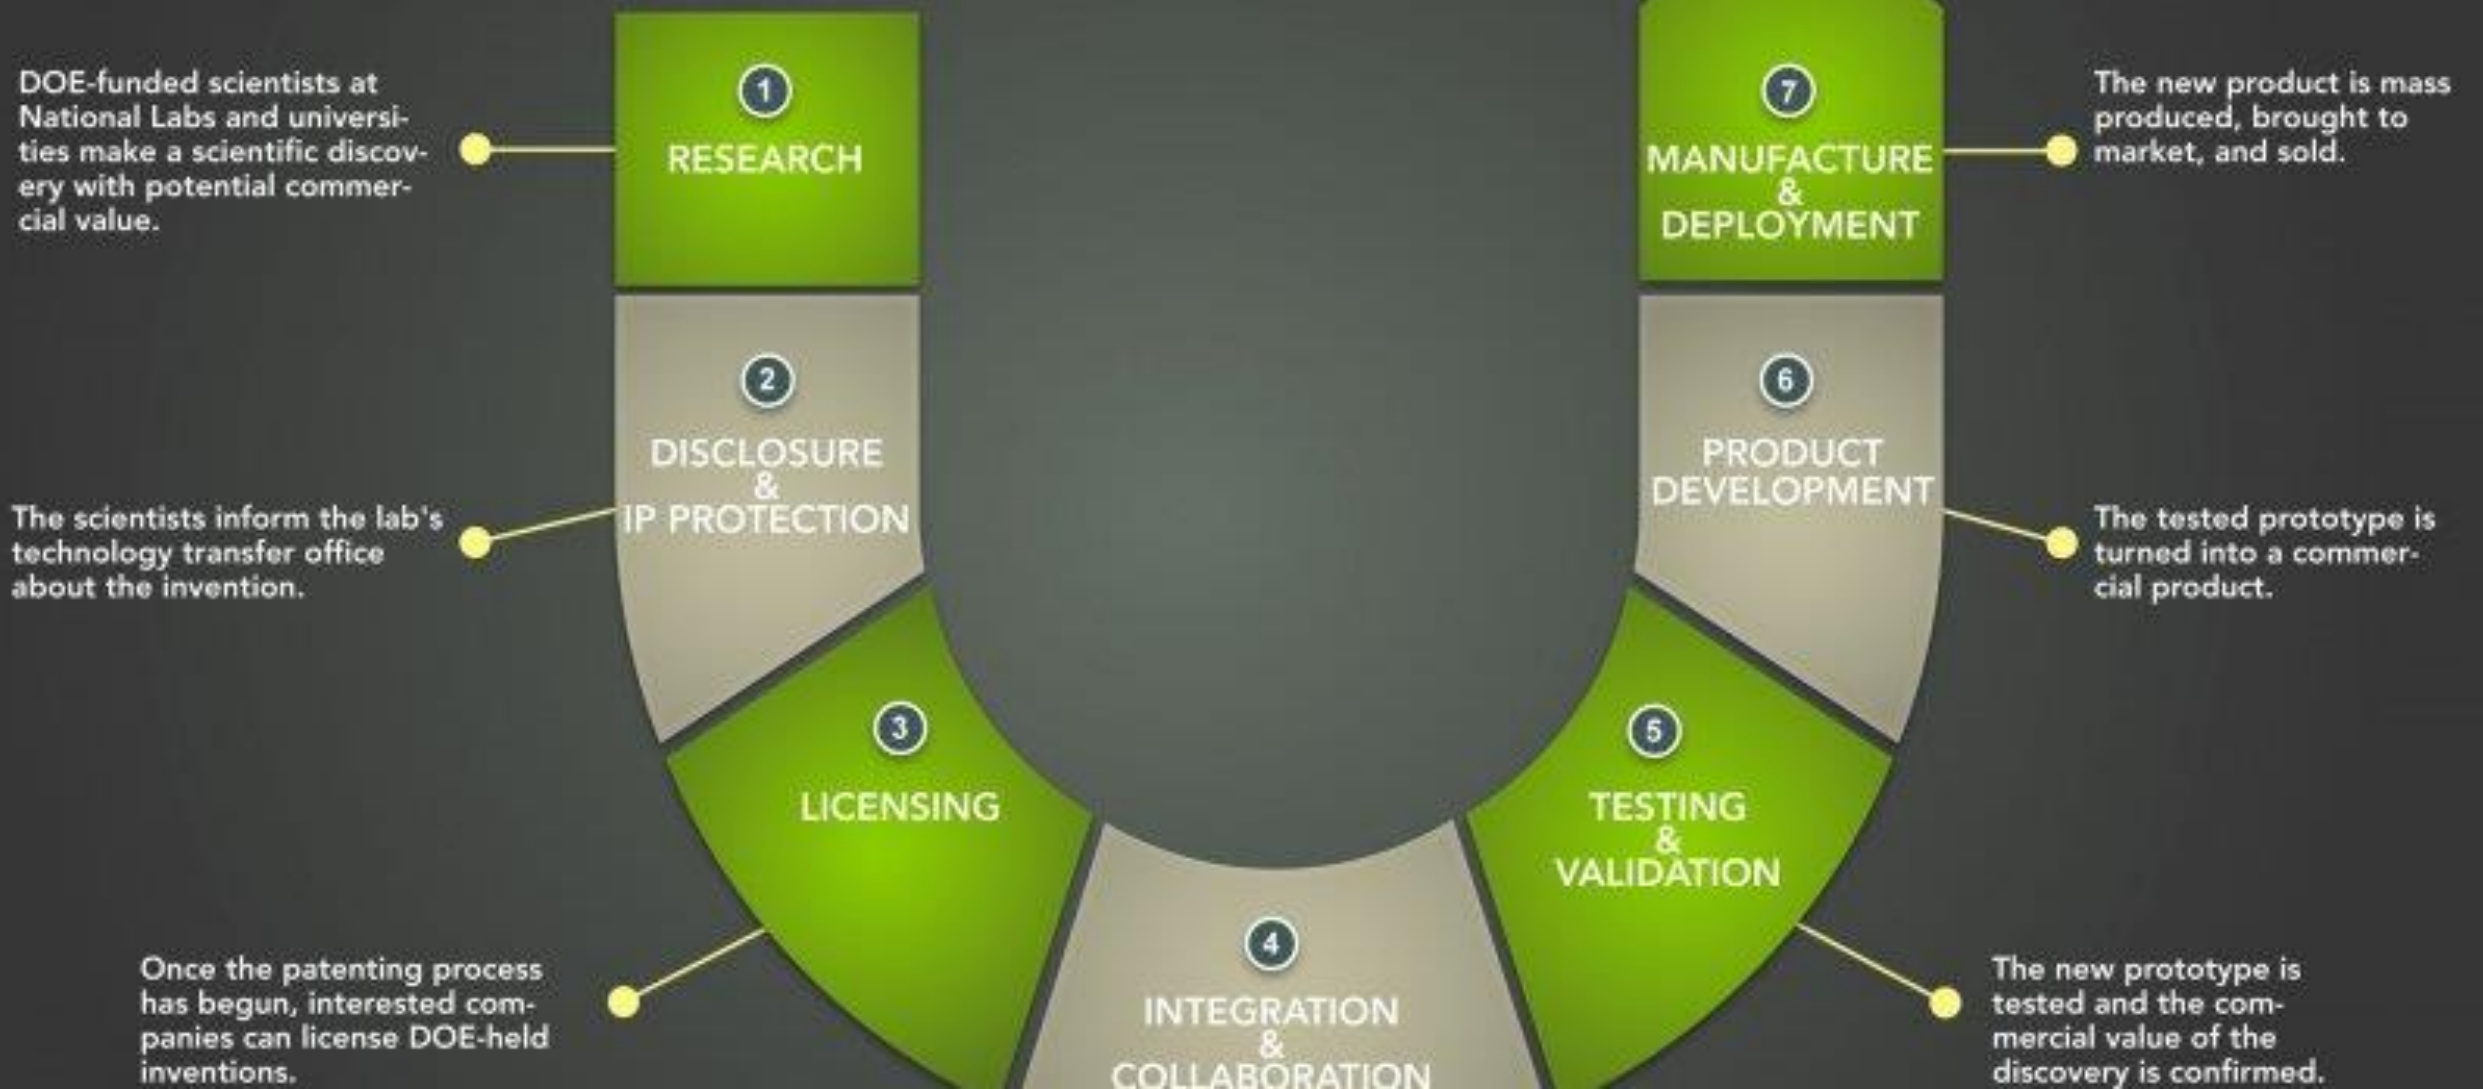 DOE-funded scientists at
National Labs and universi-
ties make a scientific discov-
ery with potential commer-
cial value.
1
RESEARCH
2
DISCLOSURE
&
IP PROTECTION
The scientists inform the lab's
technology transfer office
about the invention.
3
LICENSING
Once the patenting process
has begun, interested com-
panies can license DOE-held
inventions.
4
INTEGRATION
&
COLLABORATION
5
TESTING
&
VALIDATION
The new prototype is
tested and the com-
mercial value of the
discovery is confirmed.
6
PRODUCT
DEVELOPMENT
The tested prototype is
turned into a commer-
cial product.
7
MANUFACTURE
&
DEPLOYMENT
The new product is mass
produced, brought to
market, and sold.